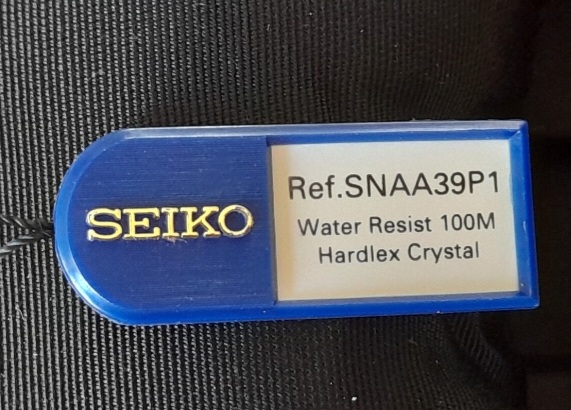 SEIKO
Ref.SNAA39P1
Water Resist 100M
Hardlex Crystal